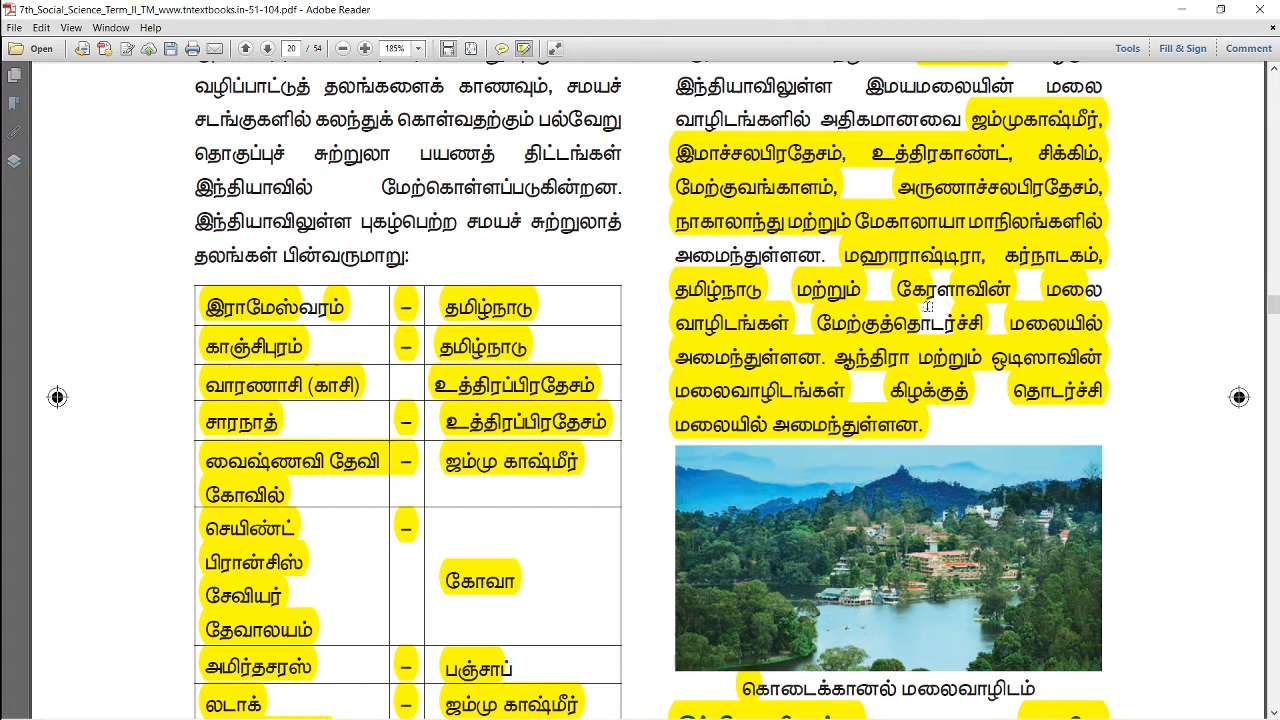 7th_Social_Science_Term_II_TM_www.tntextbooks.in-51-104.pdf - Adobe Reader
File Edit View Window Help
Open 20 / 54 185% Tools Fill & Sign Comment
வழிபாட்டுத் தலங்களைக் காணவும், சமயச்
சடங்குகளில் கலந்துக் கொள்வதற்கும் பல்வேறு
தொகுப்புச் சுற்றுலா பயணத் திட்டங்கள்
இந்தியாவில் மேற்கொள்ளப்படுகின்றன.
இந்தியாவிலுள்ள புகழ்பெற்ற சமயச் சுற்றுலாத்
தலங்கள் பின்வருமாறு:
இராமேஸ்வரம் – தமிழ்நாடு
காஞ்சிபுரம் – தமிழ்நாடு
வாரணாசி (காசி) உத்திரப்பிரதேசம்
சாரநாத் – உத்திரப்பிரதேசம்
வைஷ்ணவி தேவி – ஜம்மு காஷ்மீர்
கோவில்
செயிண்ட் –
பிரான்சிஸ்
கோவா
சேவியர்
தேவாலயம்
அமிர்தசரஸ் – பஞ்சாப்
லடாக் – ஜம்மு காஷ்மீர்
இந்தியாவிலுள்ள இமயமலையின் மலை
வாழிடங்களில் அதிகமானவை ஜம்முகாஷ்மீர்,
இமாச்சலபிரதேசம், உத்திரகாண்ட், சிக்கிம்,
மேற்குவங்காளம், அருணாச்சலபிரதேசம்,
நாகாலாந்து மற்றும் மேகாலயா மாநிலங்களில்
அமைந்துள்ளன. மஹாராஷ்டிரா, கர்நாடகம்,
தமிழ்நாடு மற்றும் கேரளாவின் மலை
வாழிடங்கள் மேற்குத்தொடர்ச்சி மலையில்
அமைந்துள்ளன. ஆந்திரா மற்றும் ஒடிஸாவின்
மலைவாழிடங்கள் கிழக்குத் தொடர்ச்சி
மலையில் அமைந்துள்ளன.
கொடைக்கானல் மலைவாழிடம்